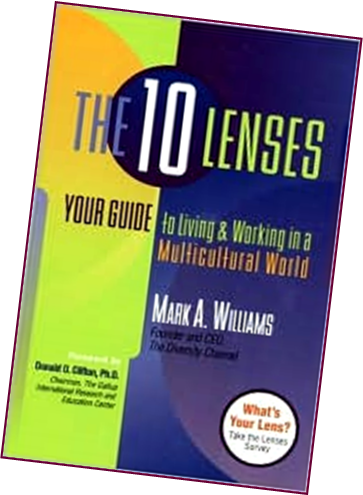 THE 10 LENSES
YOUR GUIDE to Living & Working in a
Multicultural World
MARK A. WILLIAMS
Founder and CEO
The Diversity Channel
Foreword by
Donald O. Clifton, Ph.D.
Chairman, The Gallup
International Research and
Education Center
What's
Your Lens?
Take the Lenses
Survey